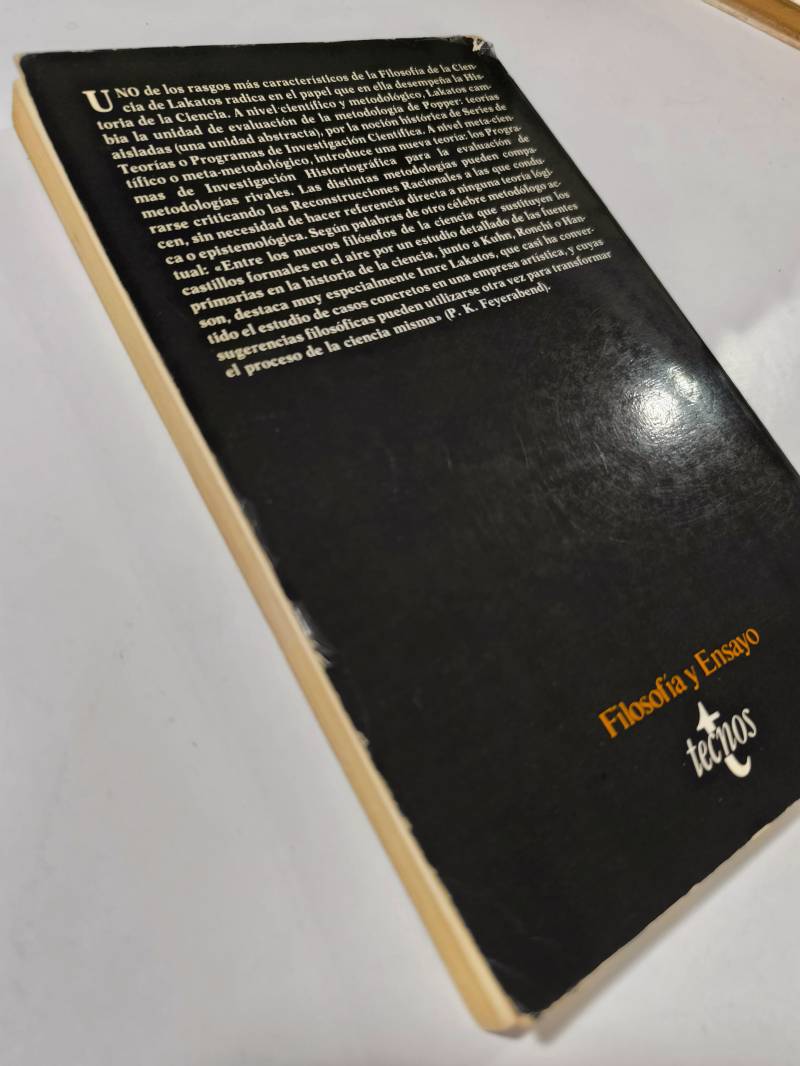 UNO de los rasgos más característicos de la Filosofía de la Cien-
cia de Lakatos radica en el papel que en ella desempeña la His-
toria de la Ciencia. A nivel científico y metodológico, Lakatos cam-
bia la unidad de evaluación de la metodología de Popper: teorías
aisladas (una unidad abstracta), por la noción histórica de Series de
Teorías o Programas de Investigación Científica. A nivel meta-cien-
tífico o meta-metodológico, introduce una nueva teoría: los Progra-
mas de Investigación Historiográfica para la evaluación de
metodologías rivales. Las distintas metodologías pueden compa-
rarse criticando las Reconstrucciones Racionales a las que condu-
cen, sin necesidad de hacer referencia directa a ninguna teoría lógi-
ca o epistemológica. Según palabras de otro célebre metodólogo ac-
tual: «Entre los nuevos filósofos de la ciencia que sustituyen los
castillos formales en el aire por un estudio detallado de las fuentes
primarias en la historia de la ciencia, junto a Kuhn, Ronchi o Han-
son, destaca muy especialmente Imre Lakatos, que casi ha conver-
tido el estudio de casos concretos en una empresa artística, y cuyas
sugerencias filosóficas pueden utilizarse otra vez para transformar
el proceso de la ciencia misma» (P. K. Feyerabend).
Filosofía y Ensayo
tecnos